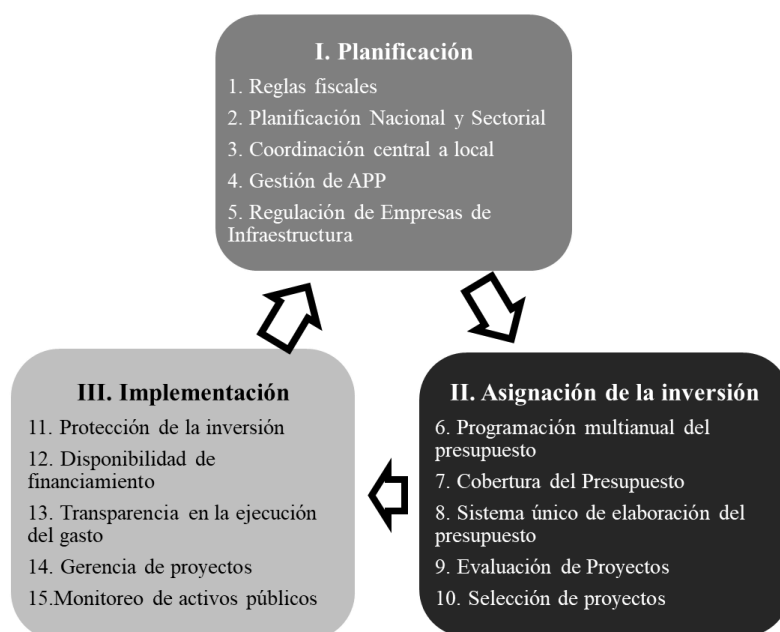 I. Planificación
1. Reglas fiscales
2. Planificación Nacional y Sectorial
3. Coordinación central a local
4. Gestión de APP
5. Regulación de Empresas de
Infraestructura
II. Asignación de la inversión
6. Programación multianual del
presupuesto
7. Cobertura del Presupuesto
8. Sistema único de elaboración del
presupuesto
9. Evaluación de Proyectos
10. Selección de proyectos
III. Implementación
11. Protección de la inversión
12. Disponibilidad de
financiamiento
13. Transparencia en la ejecución
del gasto
14. Gerencia de proyectos
15.Monitoreo de activos públicos